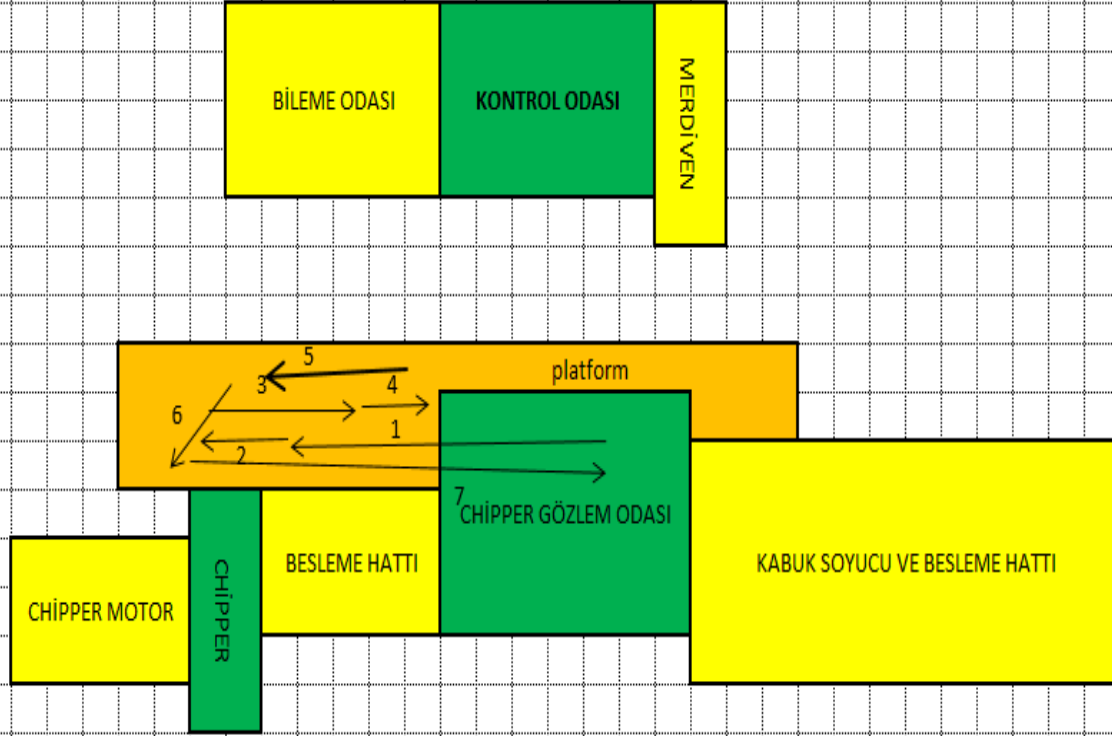 BİLEME ODASI
KONTROL ODASI
MERDİVEN
platform
5
3
4
6
1
2
7
CHİPPER GÖZLEM ODASI
BESLEME HATTI
KABUK SOYUCU VE BESLEME HATTI
CHİPPER
CHİPPER MOTOR